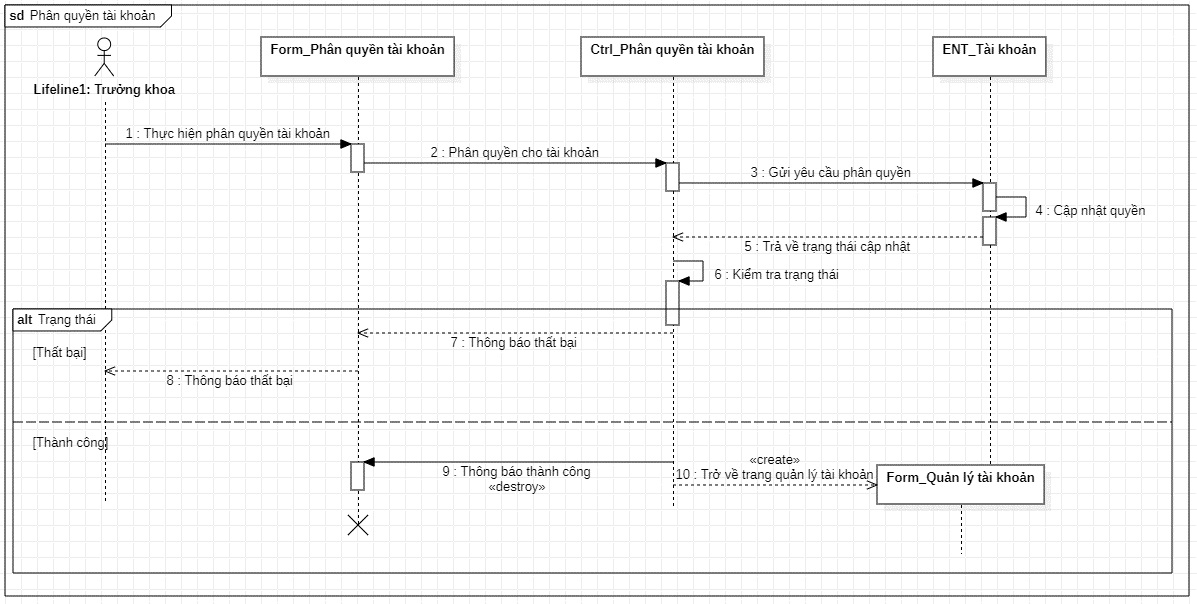 sd Phân quyền tài khoản
Form_Phân quyền tài khoản
Ctrl_Phân quyền tài khoản
ENT_Tài khoản
Lifeline1: Trưởng khoa
1 : Thực hiện phân quyền tài khoản
2 : Phân quyền cho tài khoản
3 : Gửi yêu cầu phân quyền
4 : Cập nhật quyền
5 : Trả về trạng thái cập nhật
6 : Kiểm tra trạng thái
alt Trạng thái
7 : Thông báo thất bại
[Thất bại]
8 : Thông báo thất bại
[Thành công]
9 : Thông báo thành công
«destroy»
«create»
10 : Trở về trang quản lý tài khoản
Form_Quản lý tài khoản